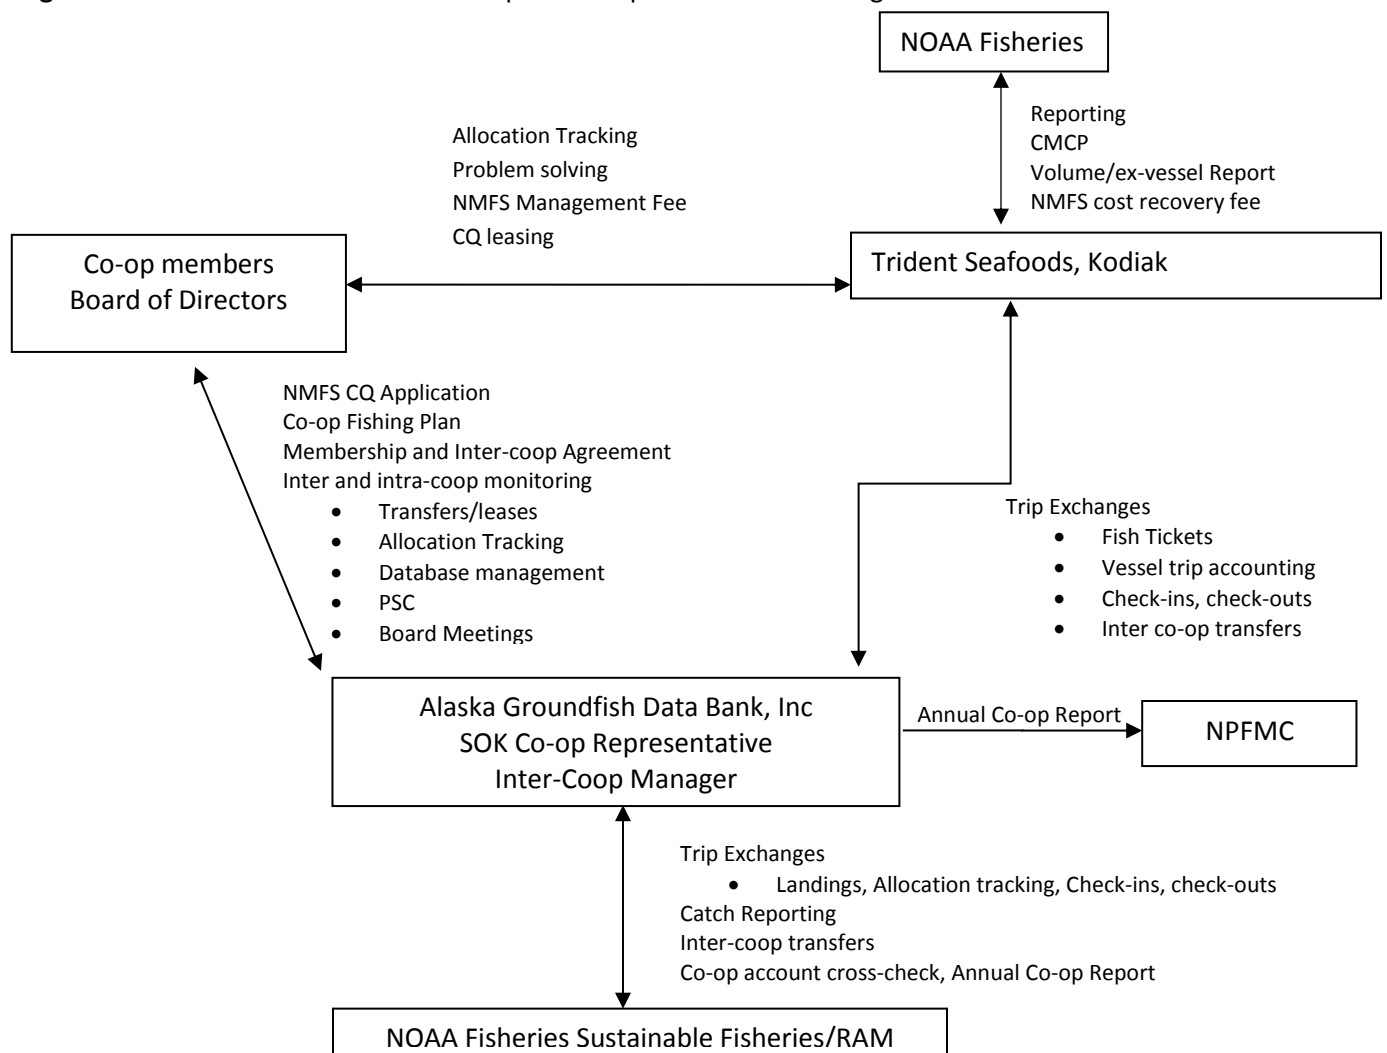 NOAA Fisheries
Reporting
CMCP
Volume/ex-vessel Report
NMFS cost recovery fee
Allocation Tracking
Problem solving
NMFS Management Fee
CQ leasing
Co-op members
Board of Directors
Trident Seafoods, Kodiak
NMFS CQ Application
Co-op Fishing Plan
Membership and Inter-coop Agreement
Inter and intra-coop monitoring
• Transfers/leases
• Allocation Tracking
• Database management
• PSC
• Board Meetings
Trip Exchanges
• Fish Tickets
• Vessel trip accounting
• Check-ins, check-outs
• Inter co-op transfers
Alaska Groundfish Data Bank, Inc
SOK Co-op Representative
Inter-Coop Manager
Annual Co-op Report
NPFMC
Trip Exchanges
• Landings, Allocation tracking, Check-ins, check-outs
Catch Reporting
Inter-coop transfers
Co-op account cross-check, Annual Co-op Report
NOAA Fisheries Sustainable Fisheries/RAM